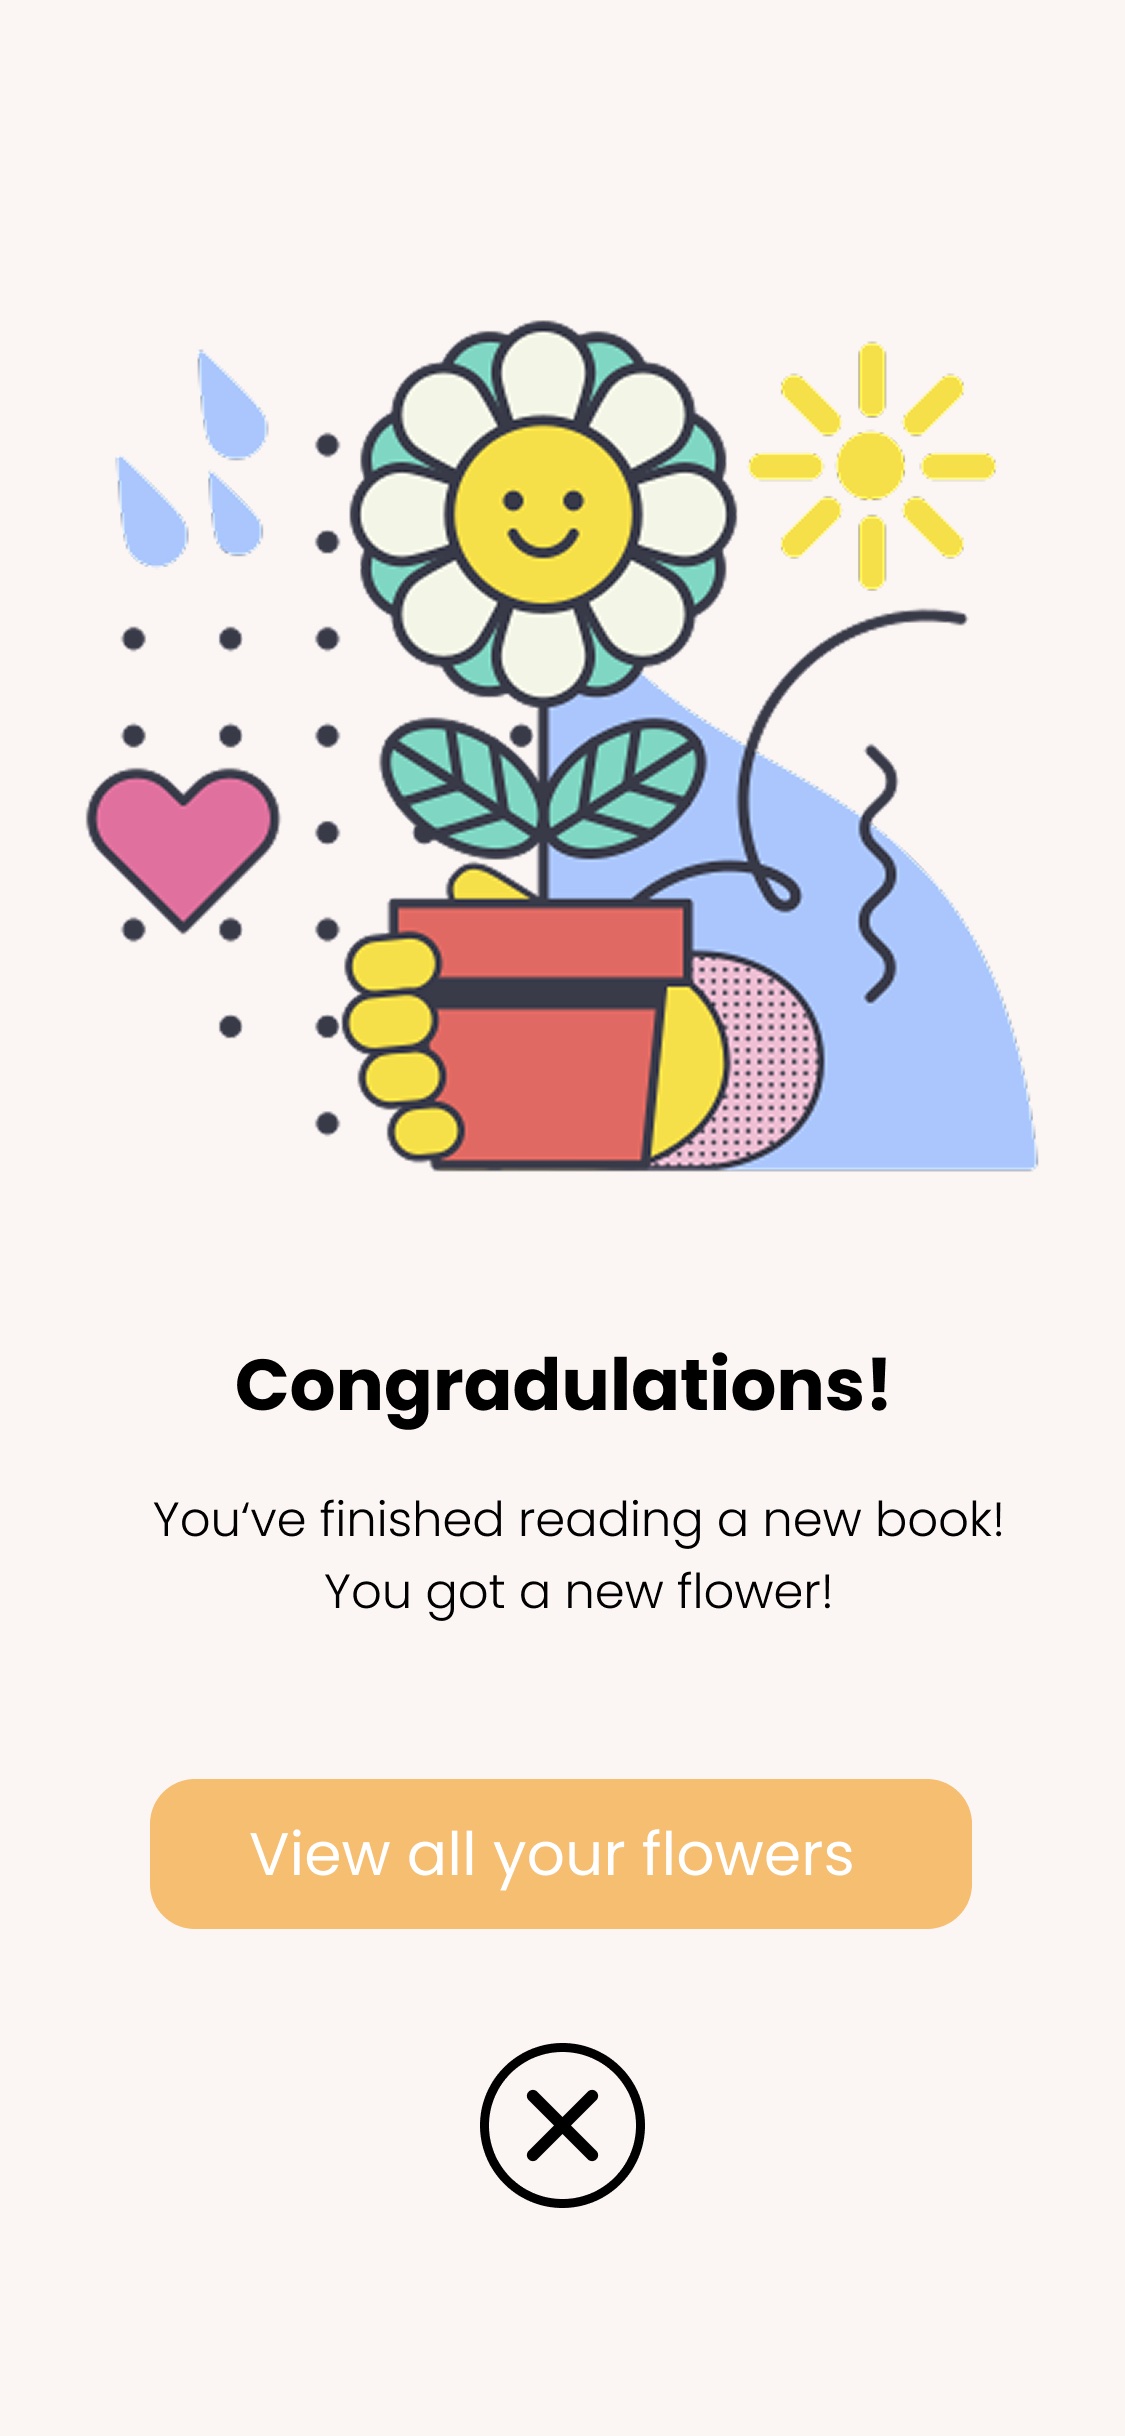 Congradulations!
You‘ve finished reading a new book!
You got a new flower!
View all your flowers